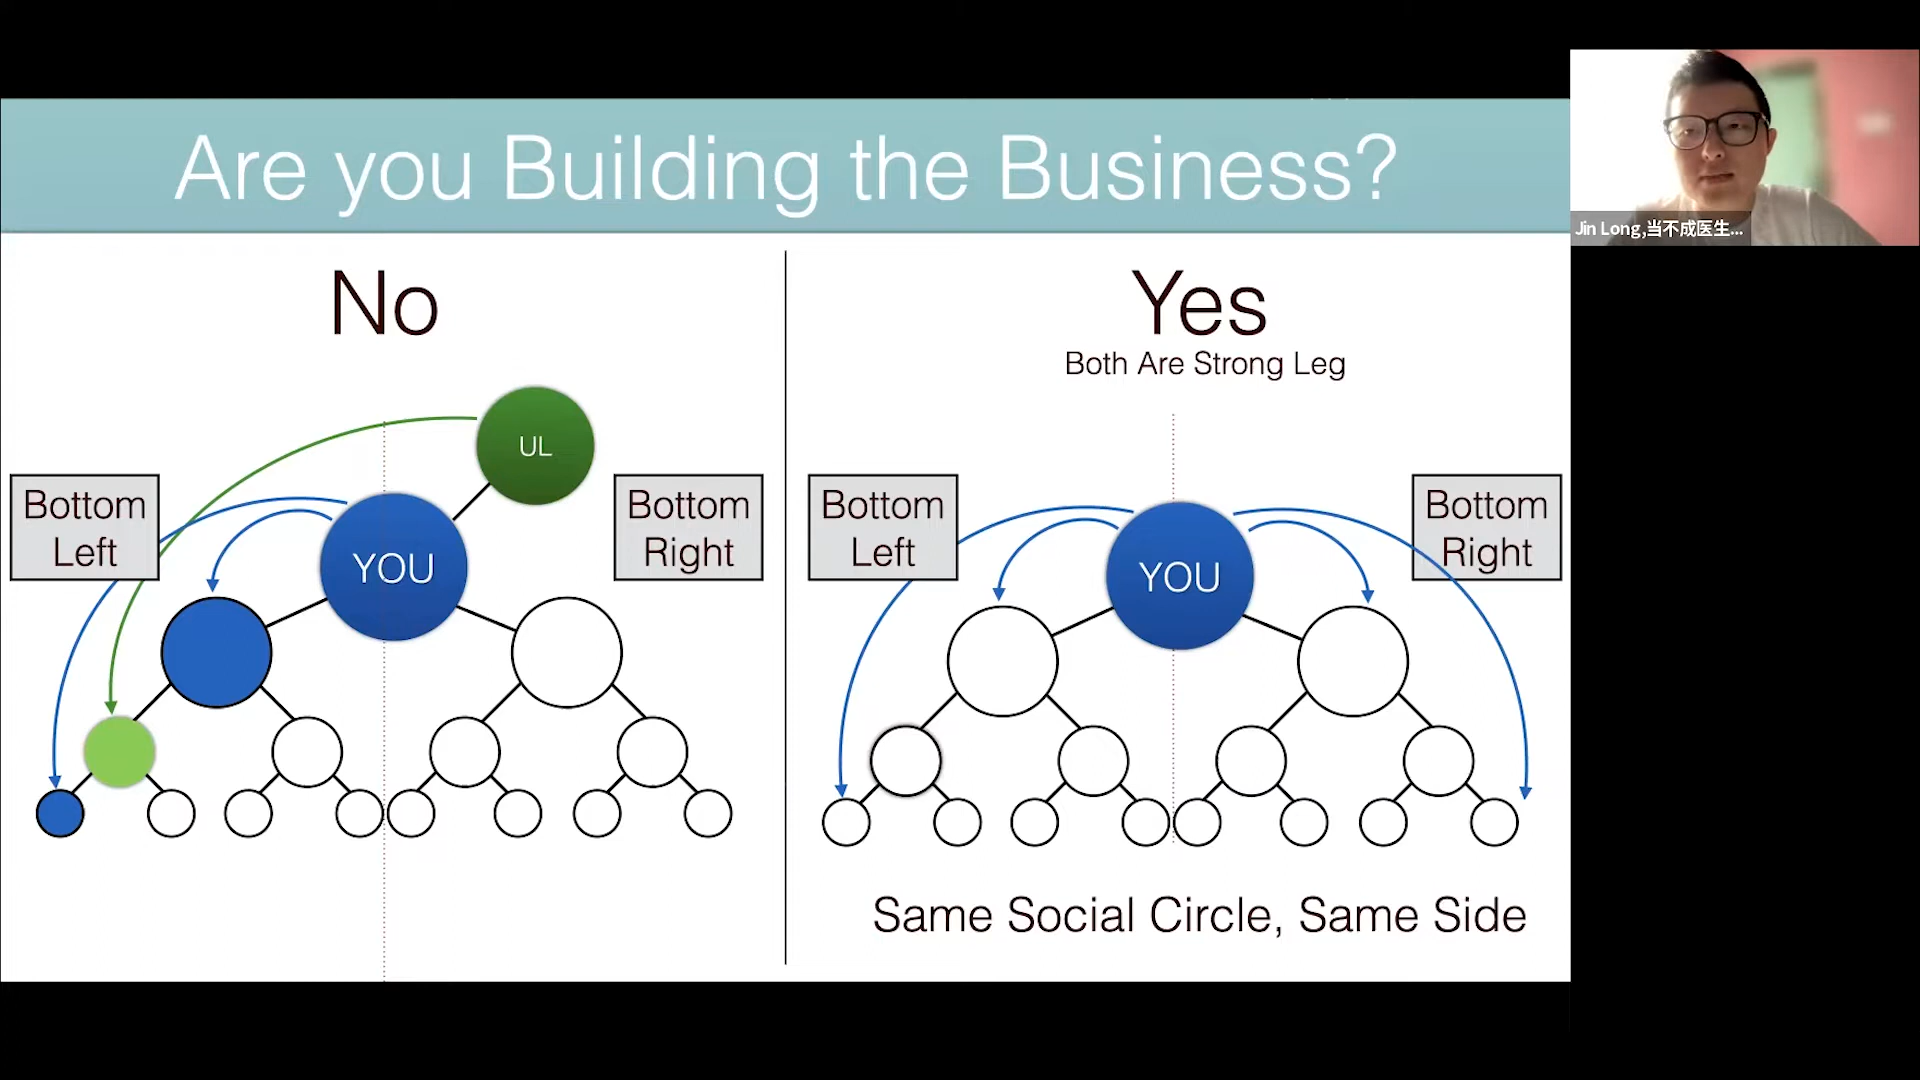 Are you Building the Business?
Jin Long,当不成医生...
No
Yes
Both Are Strong Leg
UL
Bottom
Left
YOU
Bottom
Right
Bottom
Left
YOU
Bottom
Right
Same Social Circle, Same Side